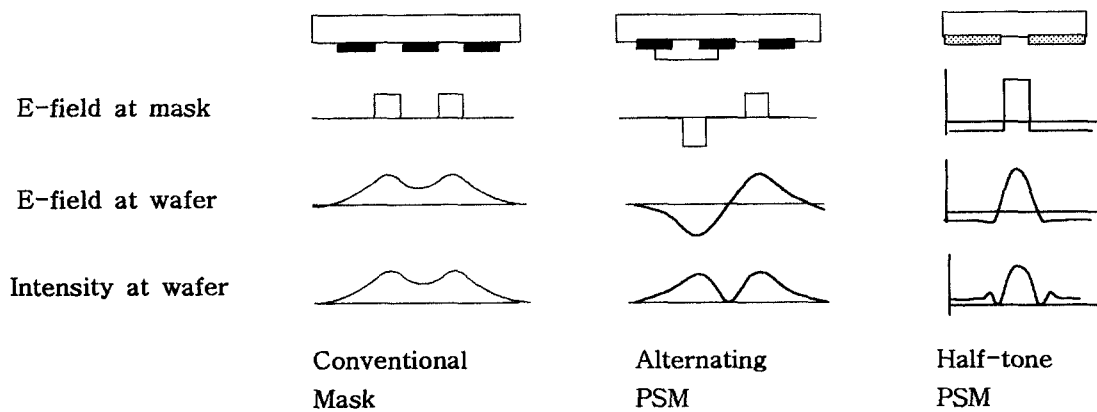 E-field at mask
E-field at wafer
Intensity at wafer
Conventional
Mask
Alternating
PSM
Half-tone
PSM